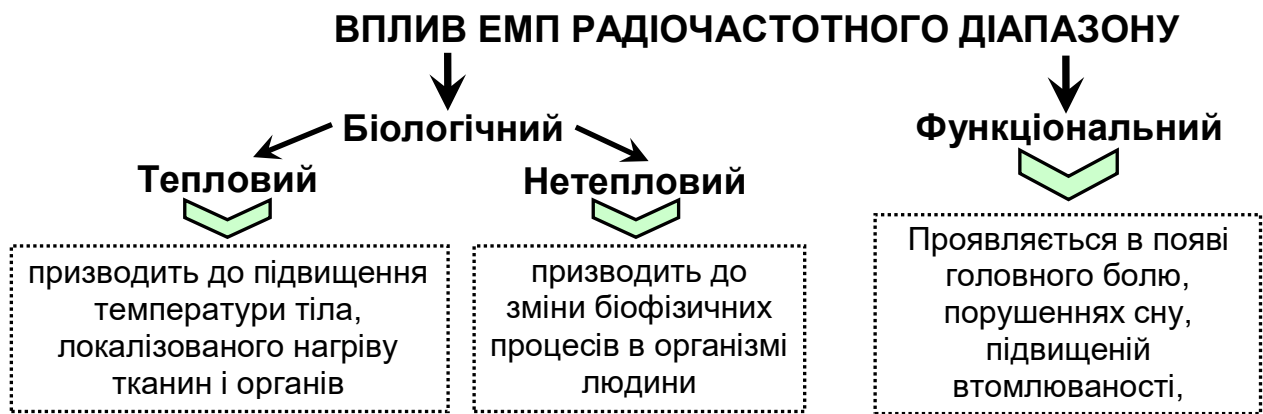 ВПЛИВ ЕМП РАДІОЧАСТОТНОГО ДІАПАЗОНУ
Біологічний
Функціональний
Тепловий
Нетепловий
призводить до підвищення
температури тіла,
локалізованого нагріву
тканин і органів
призводить до
зміни біофізичних
процесів в організмі
людини
Проявляється в появі
головного болю,
порушеннях сну,
підвищеній
втомлюваності,